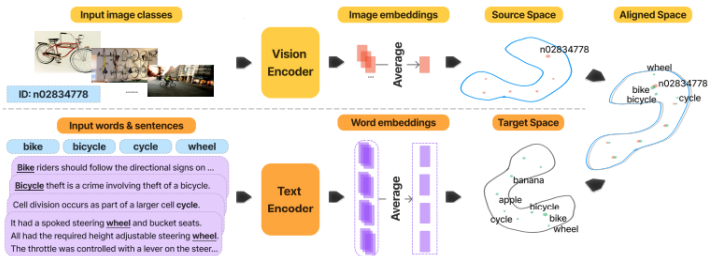 Input image classes
Image embeddings
Source Space
Aligned Space
Vision
Encoder
...
Average
n02834778
ID: n02834778
......
wheel
n02834778
bike
bicycle
cycle
Input words & sentences
Word embeddings
Target Space
bike
bicycle
cycle
wheel
Bike riders should follow the directional signs on ...
Bicycle theft is a crime involving theft of a bicycle.
Cell division occurs as part of a larger cell cycle.
It had a spoked steering wheel and bucket seats.
All had the required height adjustable steering wheel.
The throttle was controlled with a lever on the steer...
Text
Encoder
Average
banana
apple
bicycle
cycle
bike
wheel